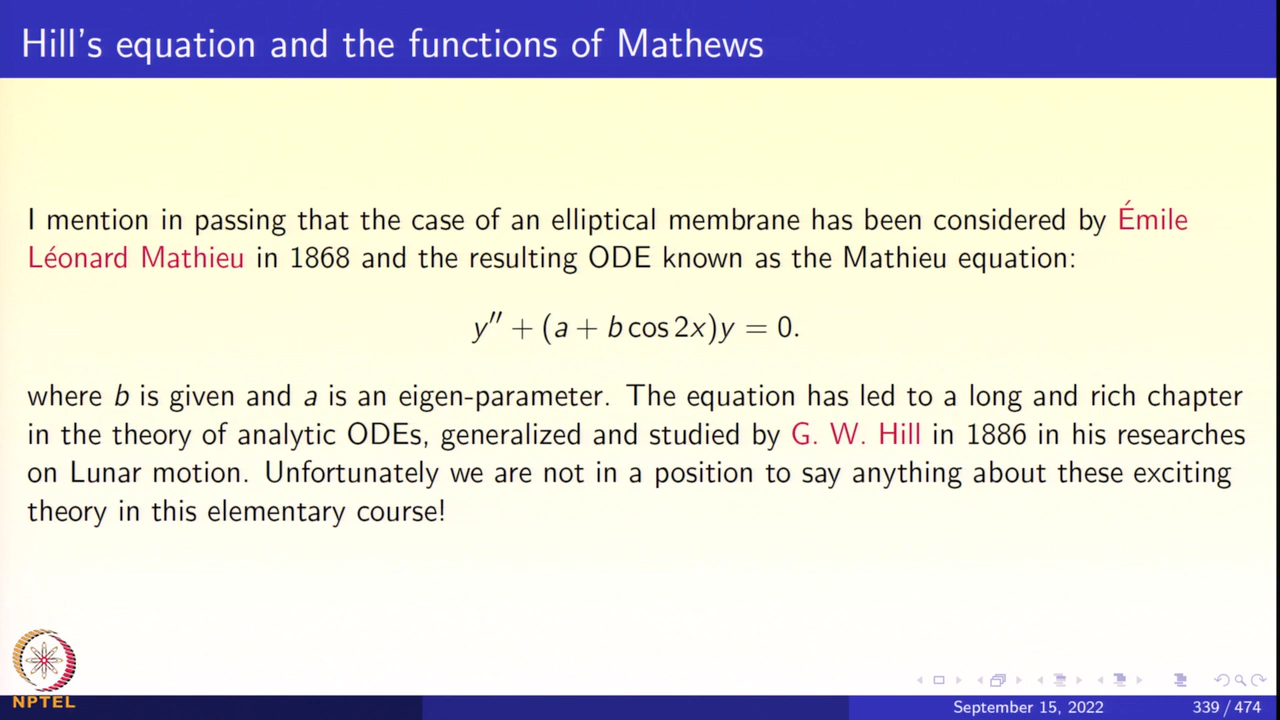 Hill's equation and the functions of Mathews
I mention in passing that the case of an elliptical membrane has been considered by Émile
Léonard Mathieu in 1868 and the resulting ODE known as the Mathieu equation:
y′′ + (a + b cos 2x)y = 0.
where b is given and a is an eigen-parameter. The equation has led to a long and rich chapter
in the theory of analytic ODEs, generalized and studied by G. W. Hill in 1886 in his researches
on Lunar motion. Unfortunately we are not in a position to say anything about these exciting
theory in this elementary course!
NPTEL
September 15, 2022 339 / 474